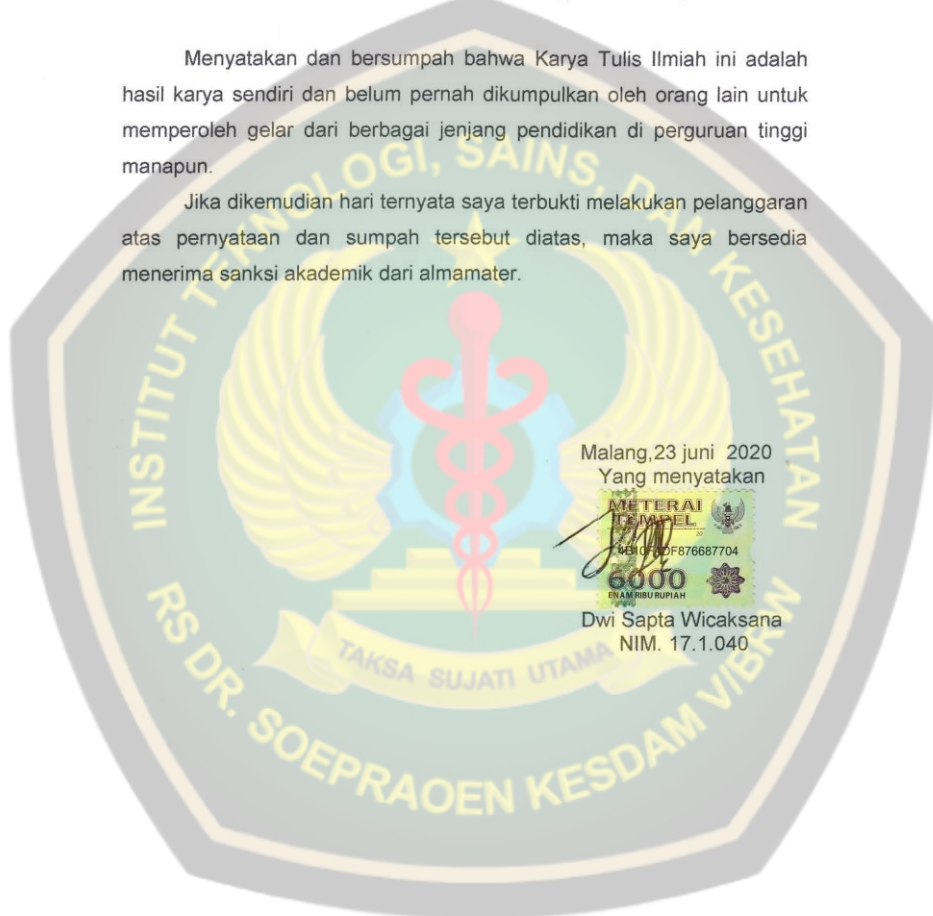 Menyatakan dan bersumpah bahwa Karya Tulis Ilmiah ini adalah
hasil karya sendiri dan belum pernah dikumpulkan oleh orang lain untuk
memperoleh gelar dari berbagai jenjang pendidikan di perguruan tinggi
manapun.
Jika dikemudian hari ternyata saya terbukti melakukan pelanggaran
atas pernyataan dan sumpah tersebut diatas, maka saya bersedia
menerima sanksi akademik dari almamater.
INSTITUT TEKNOLOGI, SAINS, DAN KESEHATAN
Malang,23 juni 2020
Yang menyatakan
METERAI
TEMPEL
20
6000
ENAM RIBU RUPIAH
Dwi Sapta Wicaksana
NIM. 17.1.040
TAKSA SUJATI UTAMA
RS DR. SOEPRAOEN KESDAM V/BRW